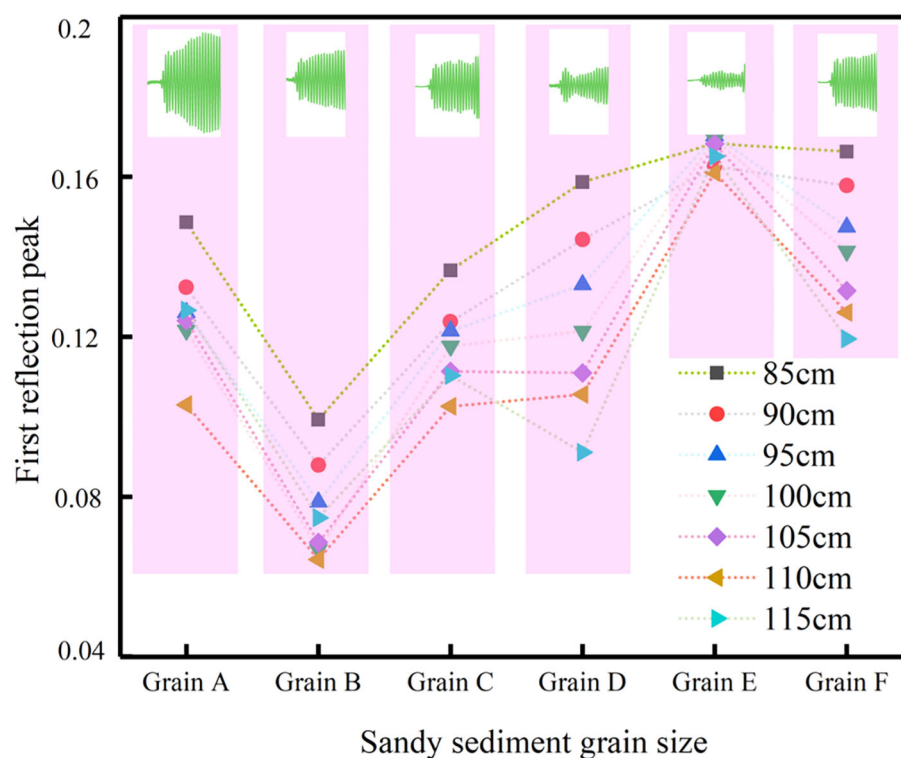 0.2
0.16
0.12
0.08
0.04
First reflection peak
85cm
90cm
95cm
100cm
105cm
110cm
115cm
Grain A Grain B Grain C Grain D Grain E Grain F
Sandy sediment grain size